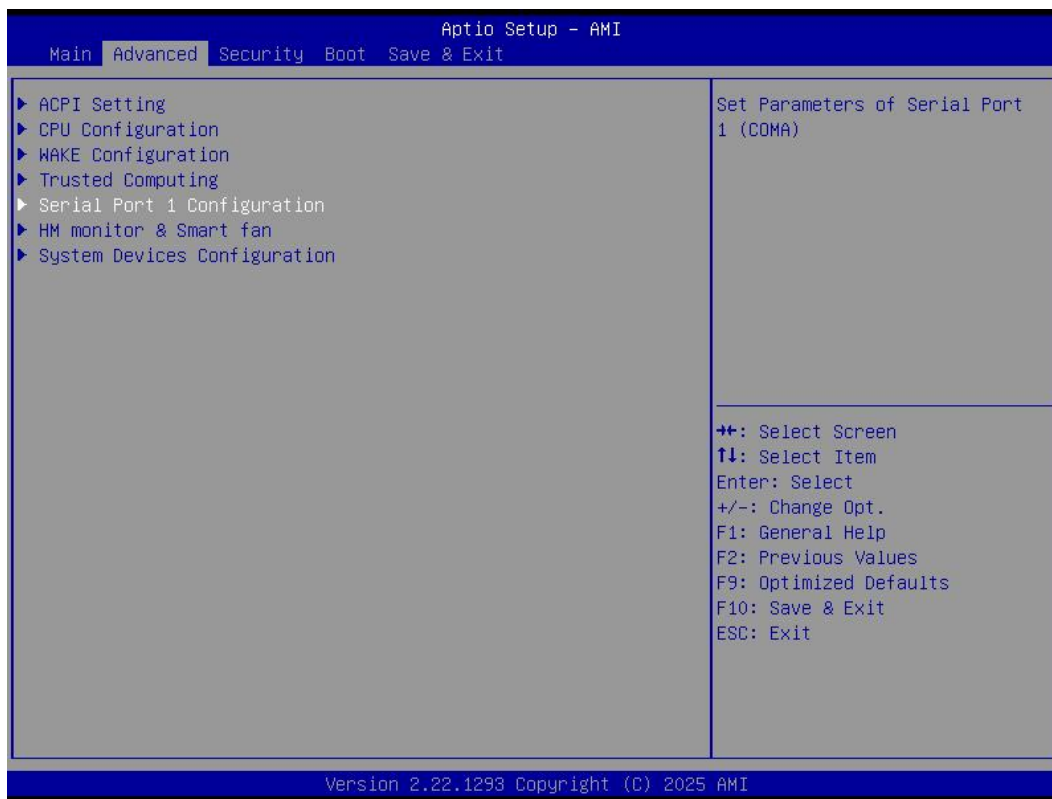 Aptio Setup – AMI
Main Advanced Security Boot Save & Exit
▶ ACPI Setting
▶ CPU Configuration
▶ WAKE Configuration
▶ Trusted Computing
▶ Serial Port 1 Configuration
▶ HM monitor & Smart fan
▶ System Devices Configuration
Set Parameters of Serial Port
1 (COMA)
→←: Select Screen
↑↓: Select Item
Enter: Select
+/-: Change Opt.
F1: General Help
F2: Previous Values
F9: Optimized Defaults
F10: Save & Exit
ESC: Exit
Version 2.22.1293 Copyright (C) 2025 AMI